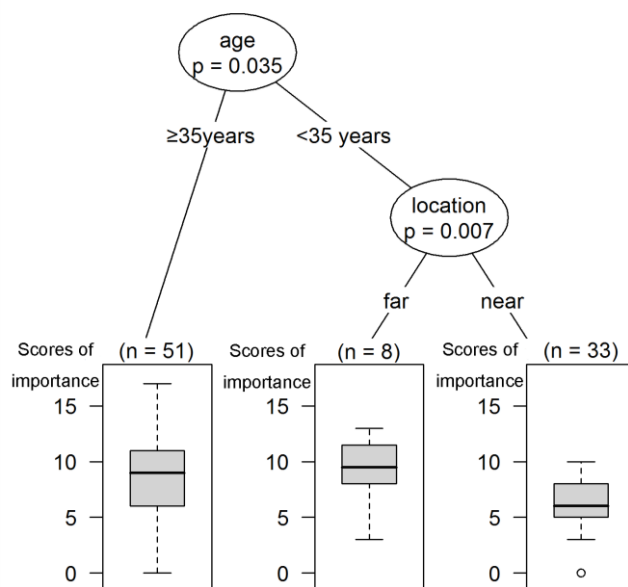 age
p = 0.035
≥35years
<35 years
location
p = 0.007
far
near
Scores of
importance
(n = 51)
15
10
5
0
Scores of
importance
(n = 8)
15
10
5
0
Scores of
importance
(n = 33)
15
10
5
0